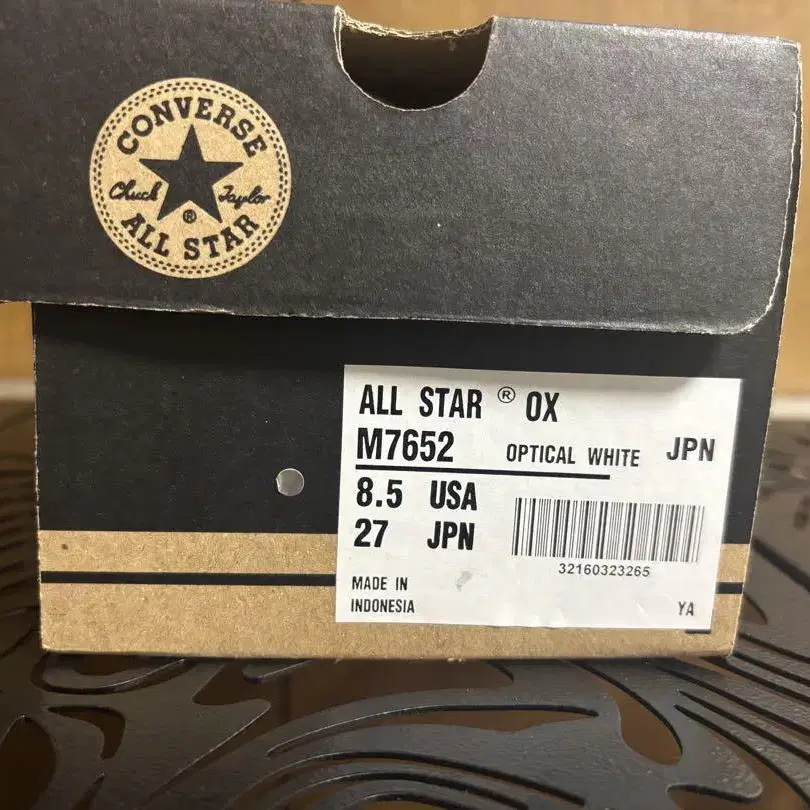 CONVERSE
Chuck Taylor
®
ALL STAR
ALL STAR ® OX
M7652 OPTICAL WHITE JPN
8.5 USA
27 JPN
32160323265
MADE IN
INDONESIA
YA